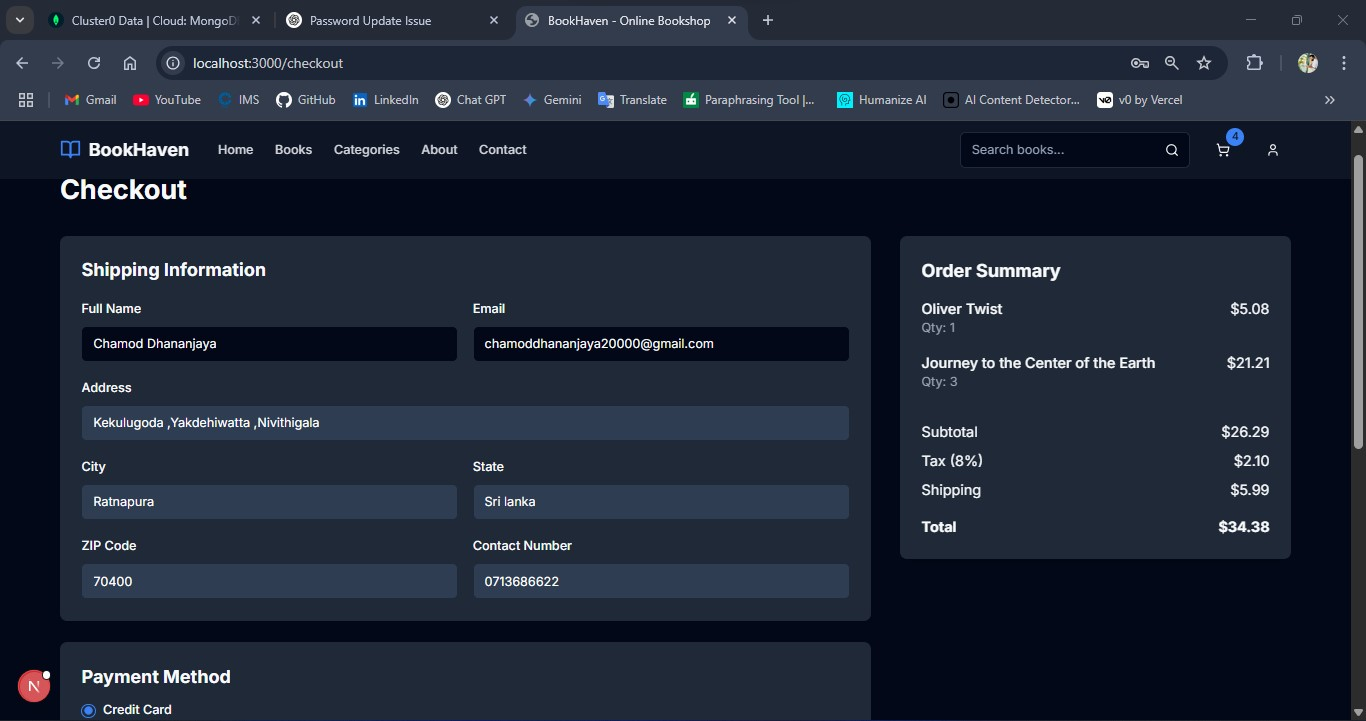 Cluster0 Data | Cloud: MongoD
Password Update Issue
BookHaven - Online Bookshop
localhost:3000/checkout
Gmail
YouTube
IMS
GitHub
LinkedIn
Chat GPT
Gemini
Translate
Paraphrasing Tool |...
Humanize AI
AI Content Detector...
v0 by Vercel
BookHaven
Home
Books
Categories
About
Contact
Search books...
4
Checkout
Shipping Information
Full Name
Email
Chamod Dhananjaya
chamoddhananjaya20000@gmail.com
Address
Kekulugoda ,Yakdehiwatta ,Nivithigala
City
State
Ratnapura
Sri lanka
ZIP Code
Contact Number
70400
0713686622
Payment Method
Credit Card
N
Order Summary
Oliver Twist $5.08
Qty: 1
Journey to the Center of the Earth $21.21
Qty: 3
Subtotal $26.29
Tax (8%) $2.10
Shipping $5.99
Total $34.38